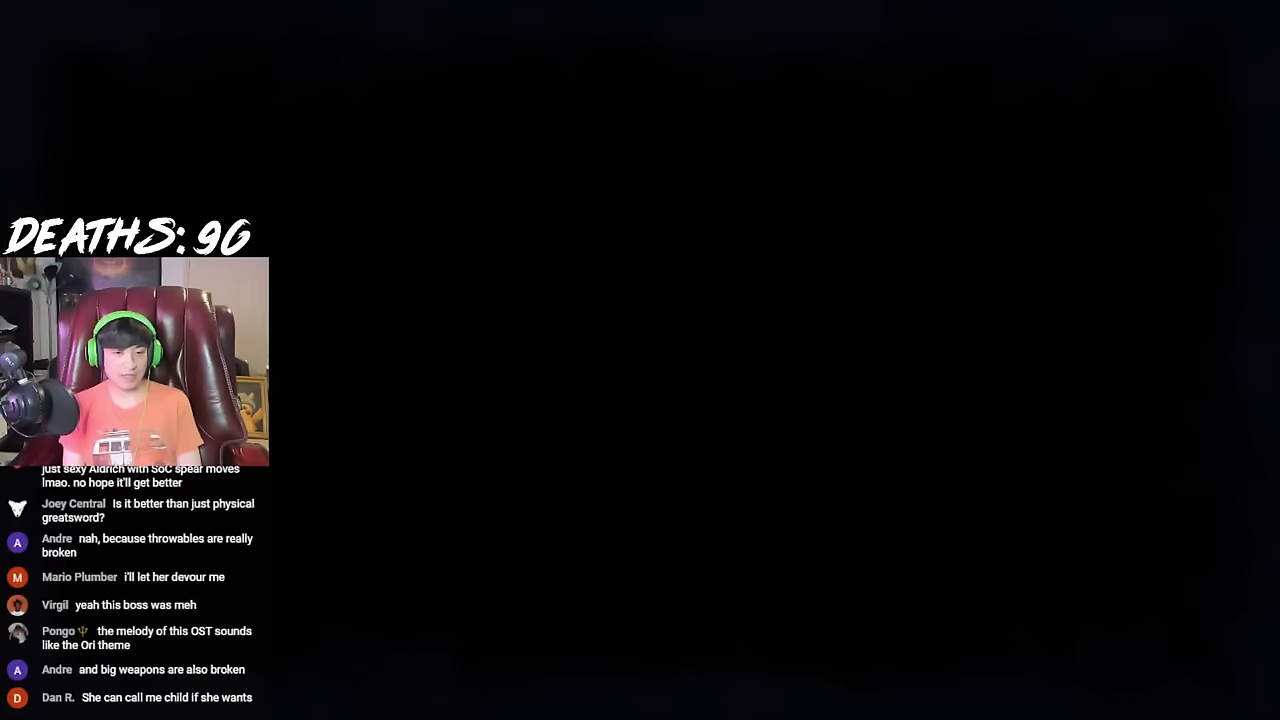 DEATHS: 96
just sexy Aldrich with SoC spear moves
lmao. no hope it'll get better
Joey Central Is it better than just physical
greatsword?
A Andre nah, because throwables are really
broken
M Mario Plumber i'll let her devour me
Virgil yeah this boss was meh
Pongo the melody of this OST sounds
like the Ori theme
A Andre and big weapons are also broken
D Dan R. She can call me child if she wants